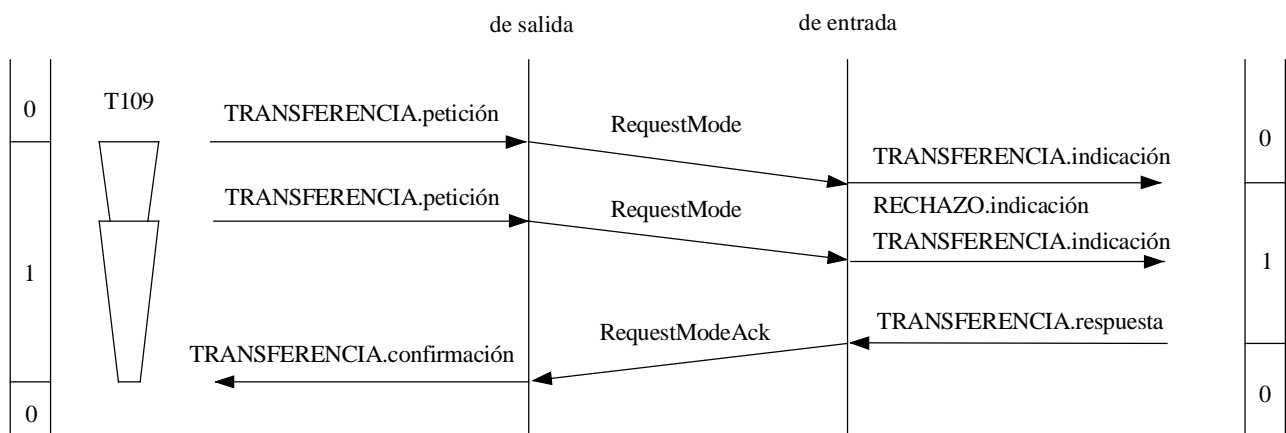 de salida
de entrada
0
T109
TRANSFERENCIA.petición
RequestMode
0
TRANSFERENCIA.indicación
TRANSFERENCIA.petición
RequestMode
RECHAZO.indicación
TRANSFERENCIA.indicación
1
1
TRANSFERENCIA.respuesta
RequestModeAck
TRANSFERENCIA.confirmación
0
0